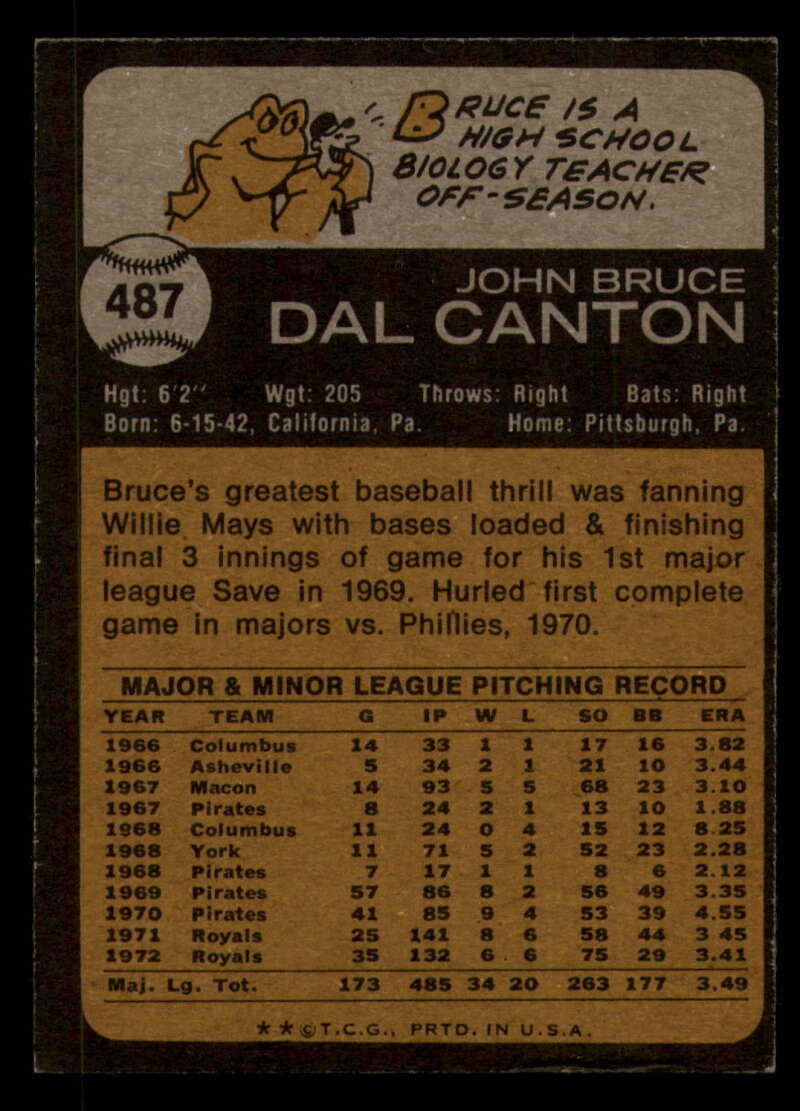 BRUCE IS A
HIGH SCHOOL
BIOLOGY TEACHER
OFF-SEASON.
487
JOHN BRUCE
DAL CANTON
Hgt: 6'2" Wgt: 205 Throws: Right Bats: Right
Born: 6-15-42, California, Pa. Home: Pittsburgh, Pa.
Bruce's greatest baseball thrill was fanning
Willie Mays with bases loaded & finishing
final 3 innings of game for his 1st major
league Save in 1969. Hurled first complete
game in majors vs. Phillies, 1970.
MAJOR & MINOR LEAGUE PITCHING RECORD
YEAR TEAM G IP W L SO BB ERA
1966 Columbus 14 33 1 1 17 16 3.82
1966 Asheville 5 34 2 1 21 10 3.44
1967 Macon 14 93 5 5 68 23 3.10
1967 Pirates 8 24 2 1 13 10 1.88
1968 Columbus 11 24 0 4 15 12 8.25
1968 York 11 71 5 2 52 23 2.28
1968 Pirates 7 17 1 1 8 6 2.12
1969 Pirates 57 86 8 2 56 49 3.35
1970 Pirates 41 85 9 4 53 39 4.55
1971 Royals 25 141 8 6 58 44 3 45
1972 Royals 35 132 6 6 75 29 3.41
Maj. Lg. Tot. 173 485 34 20 263 177 3.49
★★©T.C.G., PRTD. IN U.S.A.